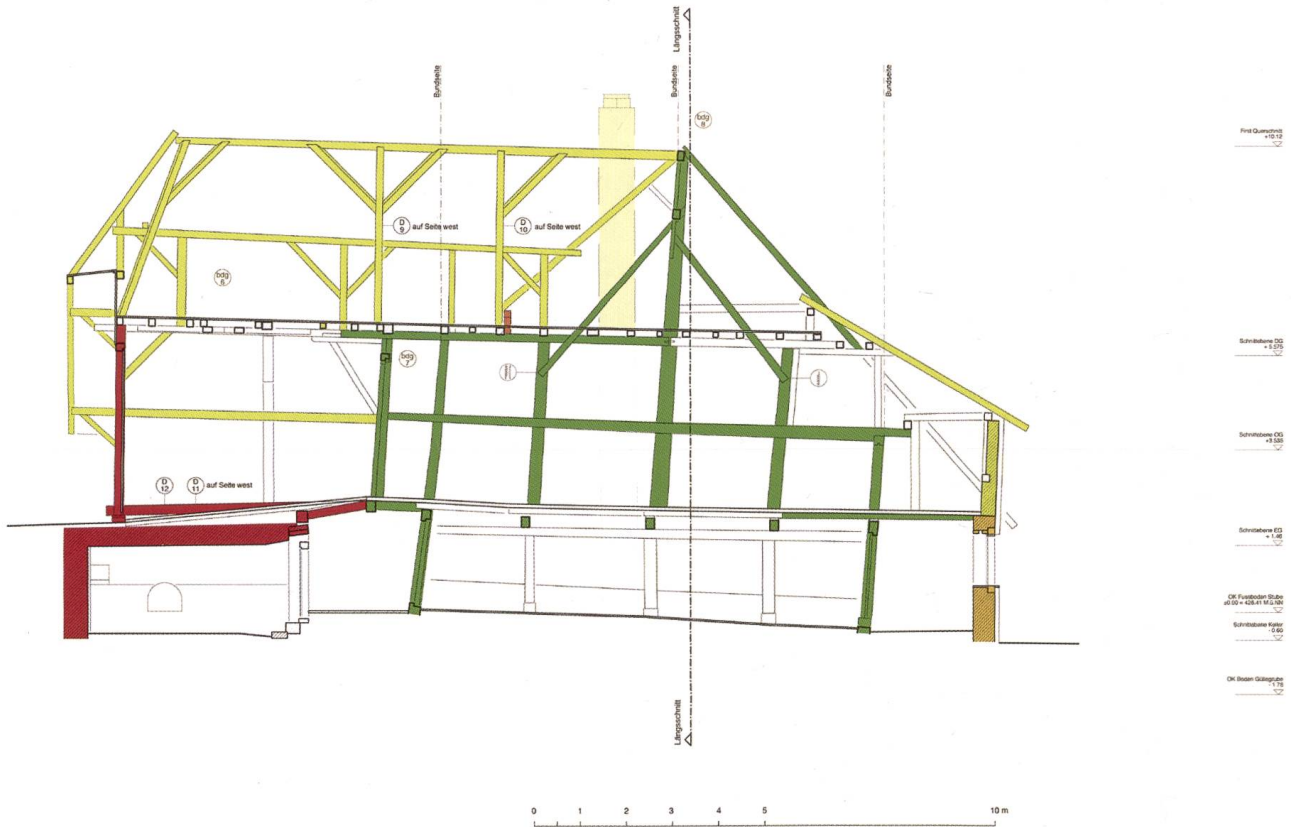 Längsschnitt
Bundseite
Bundseite
Bundseite
bdg
8
First Querschnitt
+10.12
D
9
auf Seite west
D
10
auf Seite west
bdg
6
bdg
7
Schnittebene DG
+ 5.575
Schnittebene OG
+3.535
D
12
D
11
auf Seite west
Schnittebene EG
+ 1.46
OK Fussboden Stube
±0.00 = 426.41 M.ü.NN
Schnittebene Keller
- 0.60
OK Boden Güllegrube
- 1.78
Längsschnitt
0 1 2 3 4 5 10 m